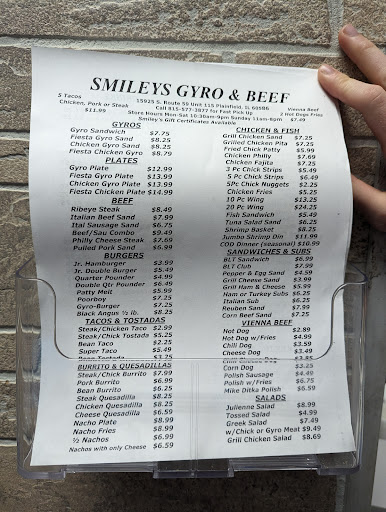 SMILEYS GYRO & BEEF
15925 S. Route 59 Unit 115 Plainfield, IL 60586
Call 815-577-2877 for Fast Pick Up
Store Hours Mon-Sat 10:30am-9pm Sunday 11am-8pm
Smiley's Gift Certificates Available
5 Tacos
Chicken, Pork or Steak
$11.99
Vienna Beef
2 Hot Dogs Fries
$7.49
GYROS
Gyro Sandwich $7.75
Fiesta Gyro Sand $8.25
Chicken Gyro Sand $8.25
Fiesta Chicken Gyro $8.79
PLATES
Gyro Plate $12.99
Fiesta Gyro Plate $13.99
Chicken Gyro Plate $13.99
Fiesta Chicken Plate $14.99
BEEF
Ribeye Steak $8.49
Italian Beef Sand $7.99
Ital Sausage Sand $6.75
Beef/Sau Combo $9.49
Philly Cheese Steak $7.69
Pulled Pork Sand $6.99
BURGERS
Jr. Hamburger $3.99
Jr. Double Burger $5.49
Quarter Pounder $4.99
Double Qtr Pounder $6.49
Patty Melt $5.99
Poorboy $7.25
Gyro-Burger $7.25
Black Angus ½ lb. $8.25
TACOS & TOSTADAS
Steak/Chicken Taco $2.99
Steak/Chick Tostada $5.25
Bean Taco $2.25
Super Taco $5.49
Bean Tostada $3.75
BURRITO & QUESADILLAS
Steak/Chick Burrito $7.99
Pork Burrito $6.99
Bean Burrito $6.25
Steak Quesadilla $8.25
Chicken Quesadilla $8.25
Cheese Quesadilla $6.59
Nacho Plate $8.99
Nacho Fries $8.99
½ Nachos $6.99
Nachos with only Cheese $6.59
CHICKEN & FISH
Grill Chicken Sand $7.25
Grilled Chicken Pita $7.25
Fried Chick Patty $5.99
Chicken Philly $7.69
Chicken Fajita $7.25
3 Pc Chick Strips $5.49
5 Pc Chick Strips $6.49
5Pc Chick Nuggets $2.25
Chicken Fries $5.25
10 Pc Wing $13.25
20 Pc Wing $24.25
Fish Sandwich $5.49
Tuna Salad Sand $6.25
Shrimp Basket $8.25
Jumbo Shrimp Din $11.99
COD Dinner (seasonal) $10.99
SANDWICHES & SUBS
BLT Sandwich $6.99
BLT Club $7.99
Pepper & Egg Sand $4.59
Grill Cheese Sand $3.99
Grill Ham & Cheese $5.99
Ham or Turkey Subs $6.25
Italian Sub $6.25
Reuben Sand $7.99
Corn Beef Sand $7.25
VIENNA BEEF
Hot Dog $2.89
Hot Dog w/Fries $4.99
Chili Dog $3.59
Cheese Dog $3.49
Chili Cheese Dog $3.85
Corn Dog $3.25
Polish Sausage $4.49
Polish w/Fries $6.75
Mike Ditka Polish $6.59
SALADS
Julienne Salad $8.99
Tossed Salad $4.99
Greek Salad $7.49
w/Chick or Gyro Meat $9.49
Grill Chicken Salad $8.69